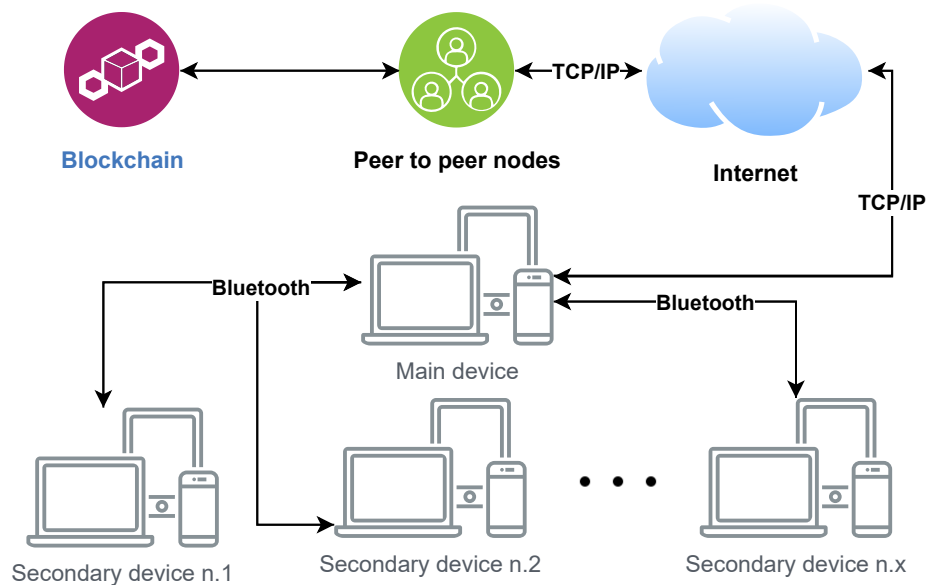 TCP/IP
Blockchain
Peer to peer nodes
Internet
TCP/IP
Bluetooth
Bluetooth
Main device
Secondary device n.1
Secondary device n.2
Secondary device n.x